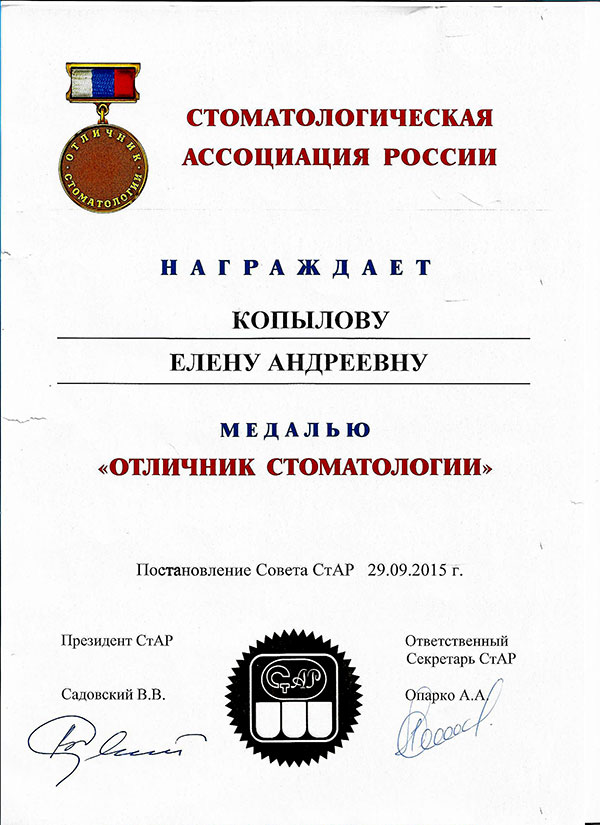 ОТЛИЧНИК
СТОМАТОЛОГИИ
СТОМАТОЛОГИЧЕСКАЯ
АССОЦИАЦИЯ РОССИИ
НАГРАЖДАЕТ
КОПЫЛОВУ
ЕЛЕНУ АНДРЕЕВНУ
МЕДАЛЬЮ
«ОТЛИЧНИК СТОМАТОЛОГИИ»
Постановление Совета СтАР 29.09.2015 г.
Президент СтАР
Ответственный
Секретарь СтАР
Садовский В.В.
Опарко А.А.
СтАР